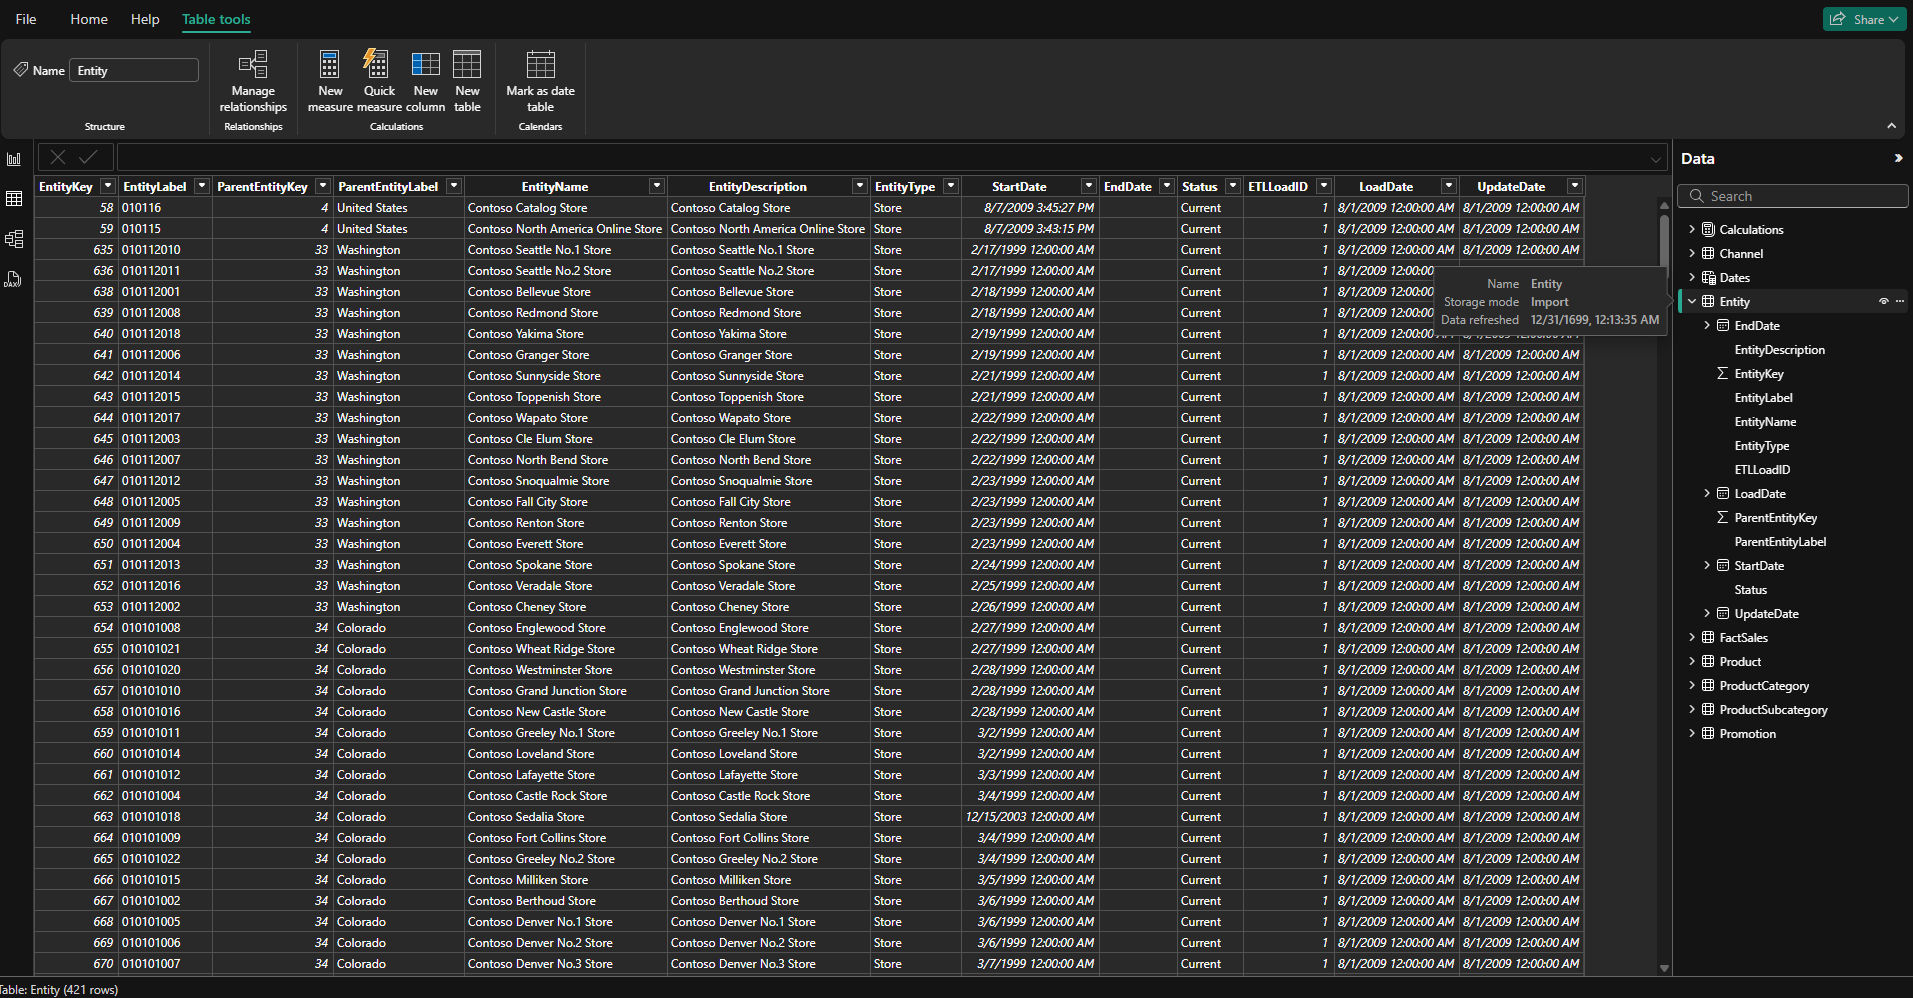 File Home Help Table tools Share
Name Entity
Manage relationships
New measure
Quick measure
New column
New table
Mark as date table
Structure Relationships Calculations Calendars
Data
Search
EntityKey EntityLabel ParentEntityKey ParentEntityLabel EntityName EntityDescription EntityType StartDate EndDate Status ETLLoadID LoadDate UpdateDate
58 010116 4 United States Contoso Catalog Store Contoso Catalog Store Store 8/7/2009 3:45:27 PM Current 1 8/1/2009 12:00:00 AM 8/1/2009 12:00:00 AM
59 010115 4 United States Contoso North America Online Store Contoso North America Online Store Store 8/7/2009 3:43:15 PM Current 1 8/1/2009 12:00:00 AM 8/1/2009 12:00:00 AM
635 010112010 33 Washington Contoso Seattle No.1 Store Contoso Seattle No.1 Store Store 2/17/1999 12:00:00 AM Current 1 8/1/2009 12:00:00 AM 8/1/2009 12:00:00 AM
636 010112011 33 Washington Contoso Seattle No.2 Store Contoso Seattle No.2 Store Store 2/17/1999 12:00:00 AM Current 1 8/1/2009 12:00:00
638 010112001 33 Washington Contoso Bellevue Store Contoso Bellevue Store Store 2/18/1999 12:00:00 AM Current 1 8/1/2009 12:00:00
639 010112008 33 Washington Contoso Redmond Store Contoso Redmond Store Store 2/18/1999 12:00:00 AM Current 1 8/1/2009 12:00:00
640 010112018 33 Washington Contoso Yakima Store Contoso Yakima Store Store 2/19/1999 12:00:00 AM Current 1 8/1/2009 12:00:00
641 010112006 33 Washington Contoso Granger Store Contoso Granger Store Store 2/19/1999 12:00:00 AM Current 1 8/1/2009 12:00:00 AM 8/1/2009 12:00:00 AM
642 010112014 33 Washington Contoso Sunnyside Store Contoso Sunnyside Store Store 2/21/1999 12:00:00 AM Current 1 8/1/2009 12:00:00 AM 8/1/2009 12:00:00 AM
643 010112015 33 Washington Contoso Toppenish Store Contoso Toppenish Store Store 2/21/1999 12:00:00 AM Current 1 8/1/2009 12:00:00 AM 8/1/2009 12:00:00 AM
644 010112017 33 Washington Contoso Wapato Store Contoso Wapato Store Store 2/22/1999 12:00:00 AM Current 1 8/1/2009 12:00:00 AM 8/1/2009 12:00:00 AM
645 010112003 33 Washington Contoso Cle Elum Store Contoso Cle Elum Store Store 2/22/1999 12:00:00 AM Current 1 8/1/2009 12:00:00 AM 8/1/2009 12:00:00 AM
646 010112007 33 Washington Contoso North Bend Store Contoso North Bend Store Store 2/22/1999 12:00:00 AM Current 1 8/1/2009 12:00:00 AM 8/1/2009 12:00:00 AM
647 010112012 33 Washington Contoso Snoqualmie Store Contoso Snoqualmie Store Store 2/23/1999 12:00:00 AM Current 1 8/1/2009 12:00:00 AM 8/1/2009 12:00:00 AM
648 010112005 33 Washington Contoso Fall City Store Contoso Fall City Store Store 2/23/1999 12:00:00 AM Current 1 8/1/2009 12:00:00 AM 8/1/2009 12:00:00 AM
649 010112009 33 Washington Contoso Renton Store Contoso Renton Store Store 2/23/1999 12:00:00 AM Current 1 8/1/2009 12:00:00 AM 8/1/2009 12:00:00 AM
650 010112004 33 Washington Contoso Everett Store Contoso Everett Store Store 2/23/1999 12:00:00 AM Current 1 8/1/2009 12:00:00 AM 8/1/2009 12:00:00 AM
651 010112013 33 Washington Contoso Spokane Store Contoso Spokane Store Store 2/24/1999 12:00:00 AM Current 1 8/1/2009 12:00:00 AM 8/1/2009 12:00:00 AM
652 010112016 33 Washington Contoso Veradale Store Contoso Veradale Store Store 2/25/1999 12:00:00 AM Current 1 8/1/2009 12:00:00 AM 8/1/2009 12:00:00 AM
653 010112002 33 Washington Contoso Cheney Store Contoso Cheney Store Store 2/26/1999 12:00:00 AM Current 1 8/1/2009 12:00:00 AM 8/1/2009 12:00:00 AM
654 010101008 34 Colorado Contoso Englewood Store Contoso Englewood Store Store 2/27/1999 12:00:00 AM Current 1 8/1/2009 12:00:00 AM 8/1/2009 12:00:00 AM
655 010101021 34 Colorado Contoso Wheat Ridge Store Contoso Wheat Ridge Store Store 2/27/1999 12:00:00 AM Current 1 8/1/2009 12:00:00 AM 8/1/2009 12:00:00 AM
656 010101020 34 Colorado Contoso Westminster Store Contoso Westminster Store Store 2/28/1999 12:00:00 AM Current 1 8/1/2009 12:00:00 AM 8/1/2009 12:00:00 AM
657 010101010 34 Colorado Contoso Grand Junction Store Contoso Grand Junction Store Store 2/28/1999 12:00:00 AM Current 1 8/1/2009 12:00:00 AM 8/1/2009 12:00:00 AM
658 010101016 34 Colorado Contoso New Castle Store Contoso New Castle Store Store 2/28/1999 12:00:00 AM Current 1 8/1/2009 12:00:00 AM 8/1/2009 12:00:00 AM
659 010101011 34 Colorado Contoso Greeley No.1 Store Contoso Greeley No.1 Store Store 3/2/1999 12:00:00 AM Current 1 8/1/2009 12:00:00 AM 8/1/2009 12:00:00 AM
660 010101014 34 Colorado Contoso Loveland Store Contoso Loveland Store Store 3/2/1999 12:00:00 AM Current 1 8/1/2009 12:00:00 AM 8/1/2009 12:00:00 AM
661 010101012 34 Colorado Contoso Lafayette Store Contoso Lafayette Store Store 3/3/1999 12:00:00 AM Current 1 8/1/2009 12:00:00 AM 8/1/2009 12:00:00 AM
662 010101004 34 Colorado Contoso Castle Rock Store Contoso Castle Rock Store Store 3/4/1999 12:00:00 AM Current 1 8/1/2009 12:00:00 AM 8/1/2009 12:00:00 AM
663 010101018 34 Colorado Contoso Sedalia Store Contoso Sedalia Store Store 12/15/2003 12:00:00 AM Current 1 8/1/2009 12:00:00 AM 8/1/2009 12:00:00 AM
664 010101009 34 Colorado Contoso Fort Collins Store Contoso Fort Collins Store Store 3/4/1999 12:00:00 AM Current 1 8/1/2009 12:00:00 AM 8/1/2009 12:00:00 AM
665 010101022 34 Colorado Contoso Greeley No.2 Store Contoso Greeley No.2 Store Store 3/4/1999 12:00:00 AM Current 1 8/1/2009 12:00:00 AM 8/1/2009 12:00:00 AM
666 010101015 34 Colorado Contoso Milliken Store Contoso Milliken Store Store 3/5/1999 12:00:00 AM Current 1 8/1/2009 12:00:00 AM 8/1/2009 12:00:00 AM
667 010101002 34 Colorado Contoso Berthoud Store Contoso Berthoud Store Store 3/6/1999 12:00:00 AM Current 1 8/1/2009 12:00:00 AM 8/1/2009 12:00:00 AM
668 010101005 34 Colorado Contoso Denver No.1 Store Contoso Denver No.1 Store Store 3/6/1999 12:00:00 AM Current 1 8/1/2009 12:00:00 AM 8/1/2009 12:00:00 AM
669 010101006 34 Colorado Contoso Denver No.2 Store Contoso Denver No.2 Store Store 3/6/1999 12:00:00 AM Current 1 8/1/2009 12:00:00 AM 8/1/2009 12:00:00 AM
670 010101007 34 Colorado Contoso Denver No.3 Store Contoso Denver No.3 Store Store 3/7/1999 12:00:00 AM Current 1 8/1/2009 12:00:00 AM 8/1/2009 12:00:00 AM
Name Entity
Storage mode Import
Data refreshed 12/31/1699, 12:13:35 AM
Calculations
Channel
Dates
Entity
EndDate
EntityDescription
EntityKey
EntityLabel
EntityName
EntityType
ETLLoadID
LoadDate
ParentEntityKey
ParentEntityLabel
StartDate
Status
UpdateDate
FactSales
Product
ProductCategory
ProductSubcategory
Promotion
DAX
Table: Entity (421 rows)